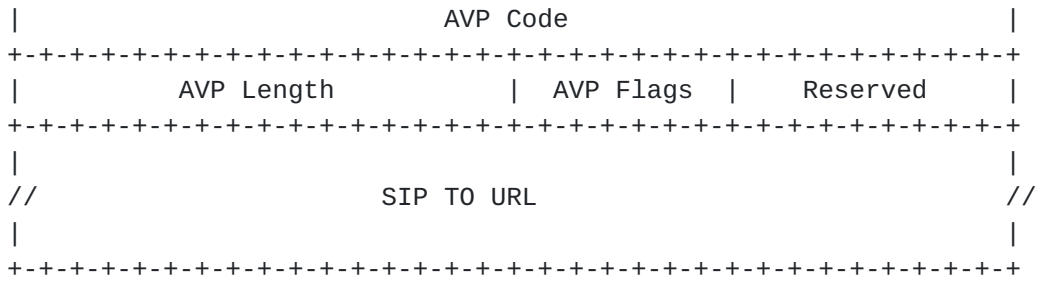 |                           AVP Code                            |
+-+-+-+-+-+-+-+-+-+-+-+-+-+-+-+-+-+-+-+-+-+-+-+-+-+-+-+-+-+-+-+-+
|          AVP Length           |  AVP Flags  |    Reserved     |
+-+-+-+-+-+-+-+-+-+-+-+-+-+-+-+-+-+-+-+-+-+-+-+-+-+-+-+-+-+-+-+-+
|                                                               |
//                      SIP TO URL                              //
|                                                               |
+-+-+-+-+-+-+-+-+-+-+-+-+-+-+-+-+-+-+-+-+-+-+-+-+-+-+-+-+-+-+-+-+